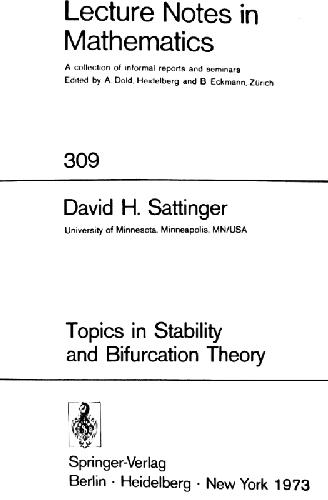 Lecture Notes in
Mathematics
A collection of informal reports and seminars
Edited by A. Dold, Heidelberg and B. Eckmann, Zürich
309
David H. Sattinger
University of Minnesota, Minneapolis, MN/USA
Topics in Stability
and Bifurcation Theory
Springer-Verlag
Berlin · Heidelberg · New York 1973